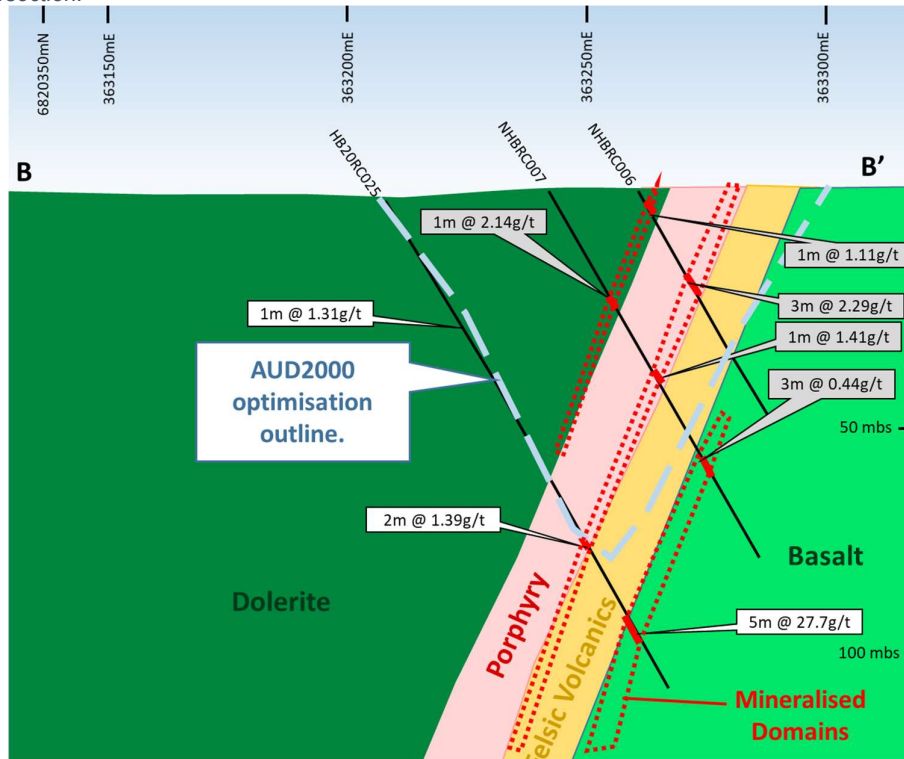 section.
6820350mN
363150mE
363200mE
363250mE
363300mE
B
B’
HB20RC025
NHBRC007
NHBRC006
1m @ 2.14g/t
1m @ 1.11g/t
3m @ 2.29g/t
1m @ 1.31g/t
1m @ 1.41g/t
AUD2000
optimisation
outline.
3m @ 0.44g/t
50 mbs
2m @ 1.39g/t
Basalt
Dolerite
Porphyry
Felsic Volcanics
5m @ 27.7g/t
100 mbs
Mineralised
Domains